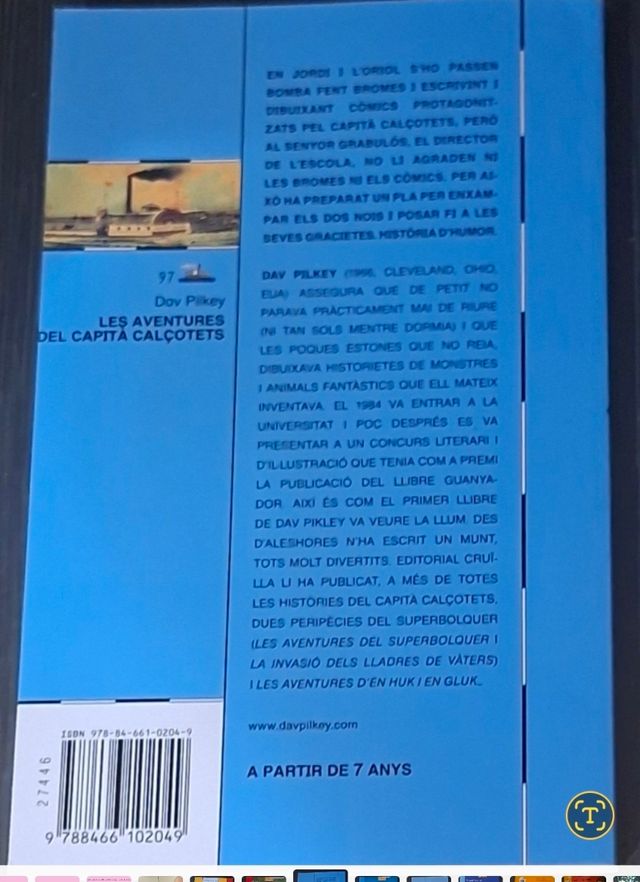 EN JORDI I L'ORIOL S'HO PASSEN
BOMBA FENT BROMES I ESCRIVINT I
DIBUIXANT CÒMICS PROTAGONIT-
ZATS PEL CAPITÀ CALÇOTETS, PERÒ
AL SENYOR GRABULÓS, EL DIRECTOR
DE L'ESCOLA, NO LI AGRADEN NI
LES BROMES NI ELS CÒMICS. PER AI-
XÒ HA PREPARAT UN PLA PER ENXAM-
PAR ELS DOS NOIS I POSAR FI A LES
SEVES GRACIETES. HISTÒRIA D'HUMOR.
DAV PILKEY (1966, CLEVELAND, OHIO,
EUA) ASSEGURA QUE DE PETIT NO
PARAVA PRÀCTICAMENT MAI DE RIURE
(NI TAN SOLS MENTRE DORMIA) I QUE
LES POQUES ESTONES QUE NO REIA,
DIBUIXAVA HISTORIETES DE MONSTRES
I ANIMALS FANTÀSTICS QUE ELL MATEIX
INVENTAVA. EL 1984 VA ENTRAR A LA
UNIVERSITAT I POC DESPRÉS ES VA
PRESENTAR A UN CONCURS LITERARI I
D'IL·LUSTRACIÓ QUE TENIA COM A PREMI
LA PUBLICACIÓ DEL LLIBRE GUANYA-
DOR. AIXÍ ÉS COM EL PRIMER LLIBRE
DE DAV PIKLEY VA VEURE LA LLUM. DES
D'ALESHORES N'HA ESCRIT UN MUNT,
TOTS MOLT DIVERTITS. EDITORIAL CRUÏ-
LLA LI HA PUBLICAT, A MÉS DE TOTES
LES HISTÒRIES DEL CAPITÀ CALÇOTETS,
DUES PERIPÈCIES DEL SUPERBOLQUER
(LES AVENTURES DEL SUPERBOLQUER I
LA INVASIÓ DELS LLADRES DE VÀTERS)
I LES AVENTURES D'EN HUK I EN GLUK...
www.davpilkey.com
A PARTIR DE 7 ANYS
97
Dav Pilkey
LES AVENTURES
DEL CAPITÀ CALÇOTETS
ISBN 978-84-661-0204-9
27446
9 788466 102049
T